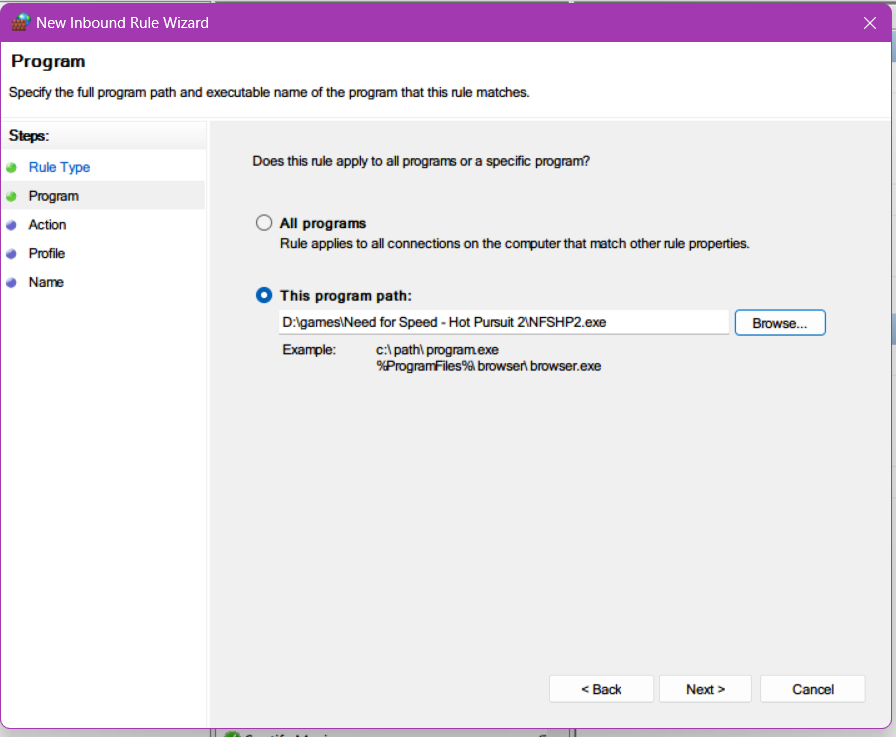 New Inbound Rule Wizard
Program
Specify the full program path and executable name of the program that this rule matches.
Steps:
Rule Type
Program
Action
Profile
Name
Does this rule apply to all programs or a specific program?
All programs
Rule applies to all connections on the computer that match other rule properties.
This program path:
D:\games\Need for Speed - Hot Pursuit 2\NFSHP2.exe
Browse...
Example: c:\path\program.exe
%ProgramFiles%\browser\browser.exe
< Back
Next >
Cancel